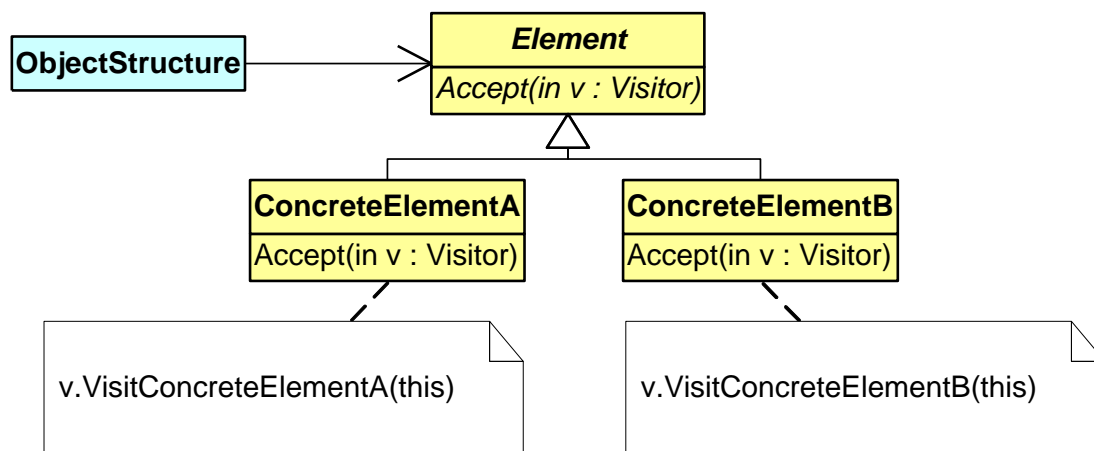 Element
ObjectStructure
Accept(in v : Visitor)
ConcreteElementA
ConcreteElementB
Accept(in v : Visitor)
Accept(in v : Visitor)
v.VisitConcreteElementA(this)
v.VisitConcreteElementB(this)